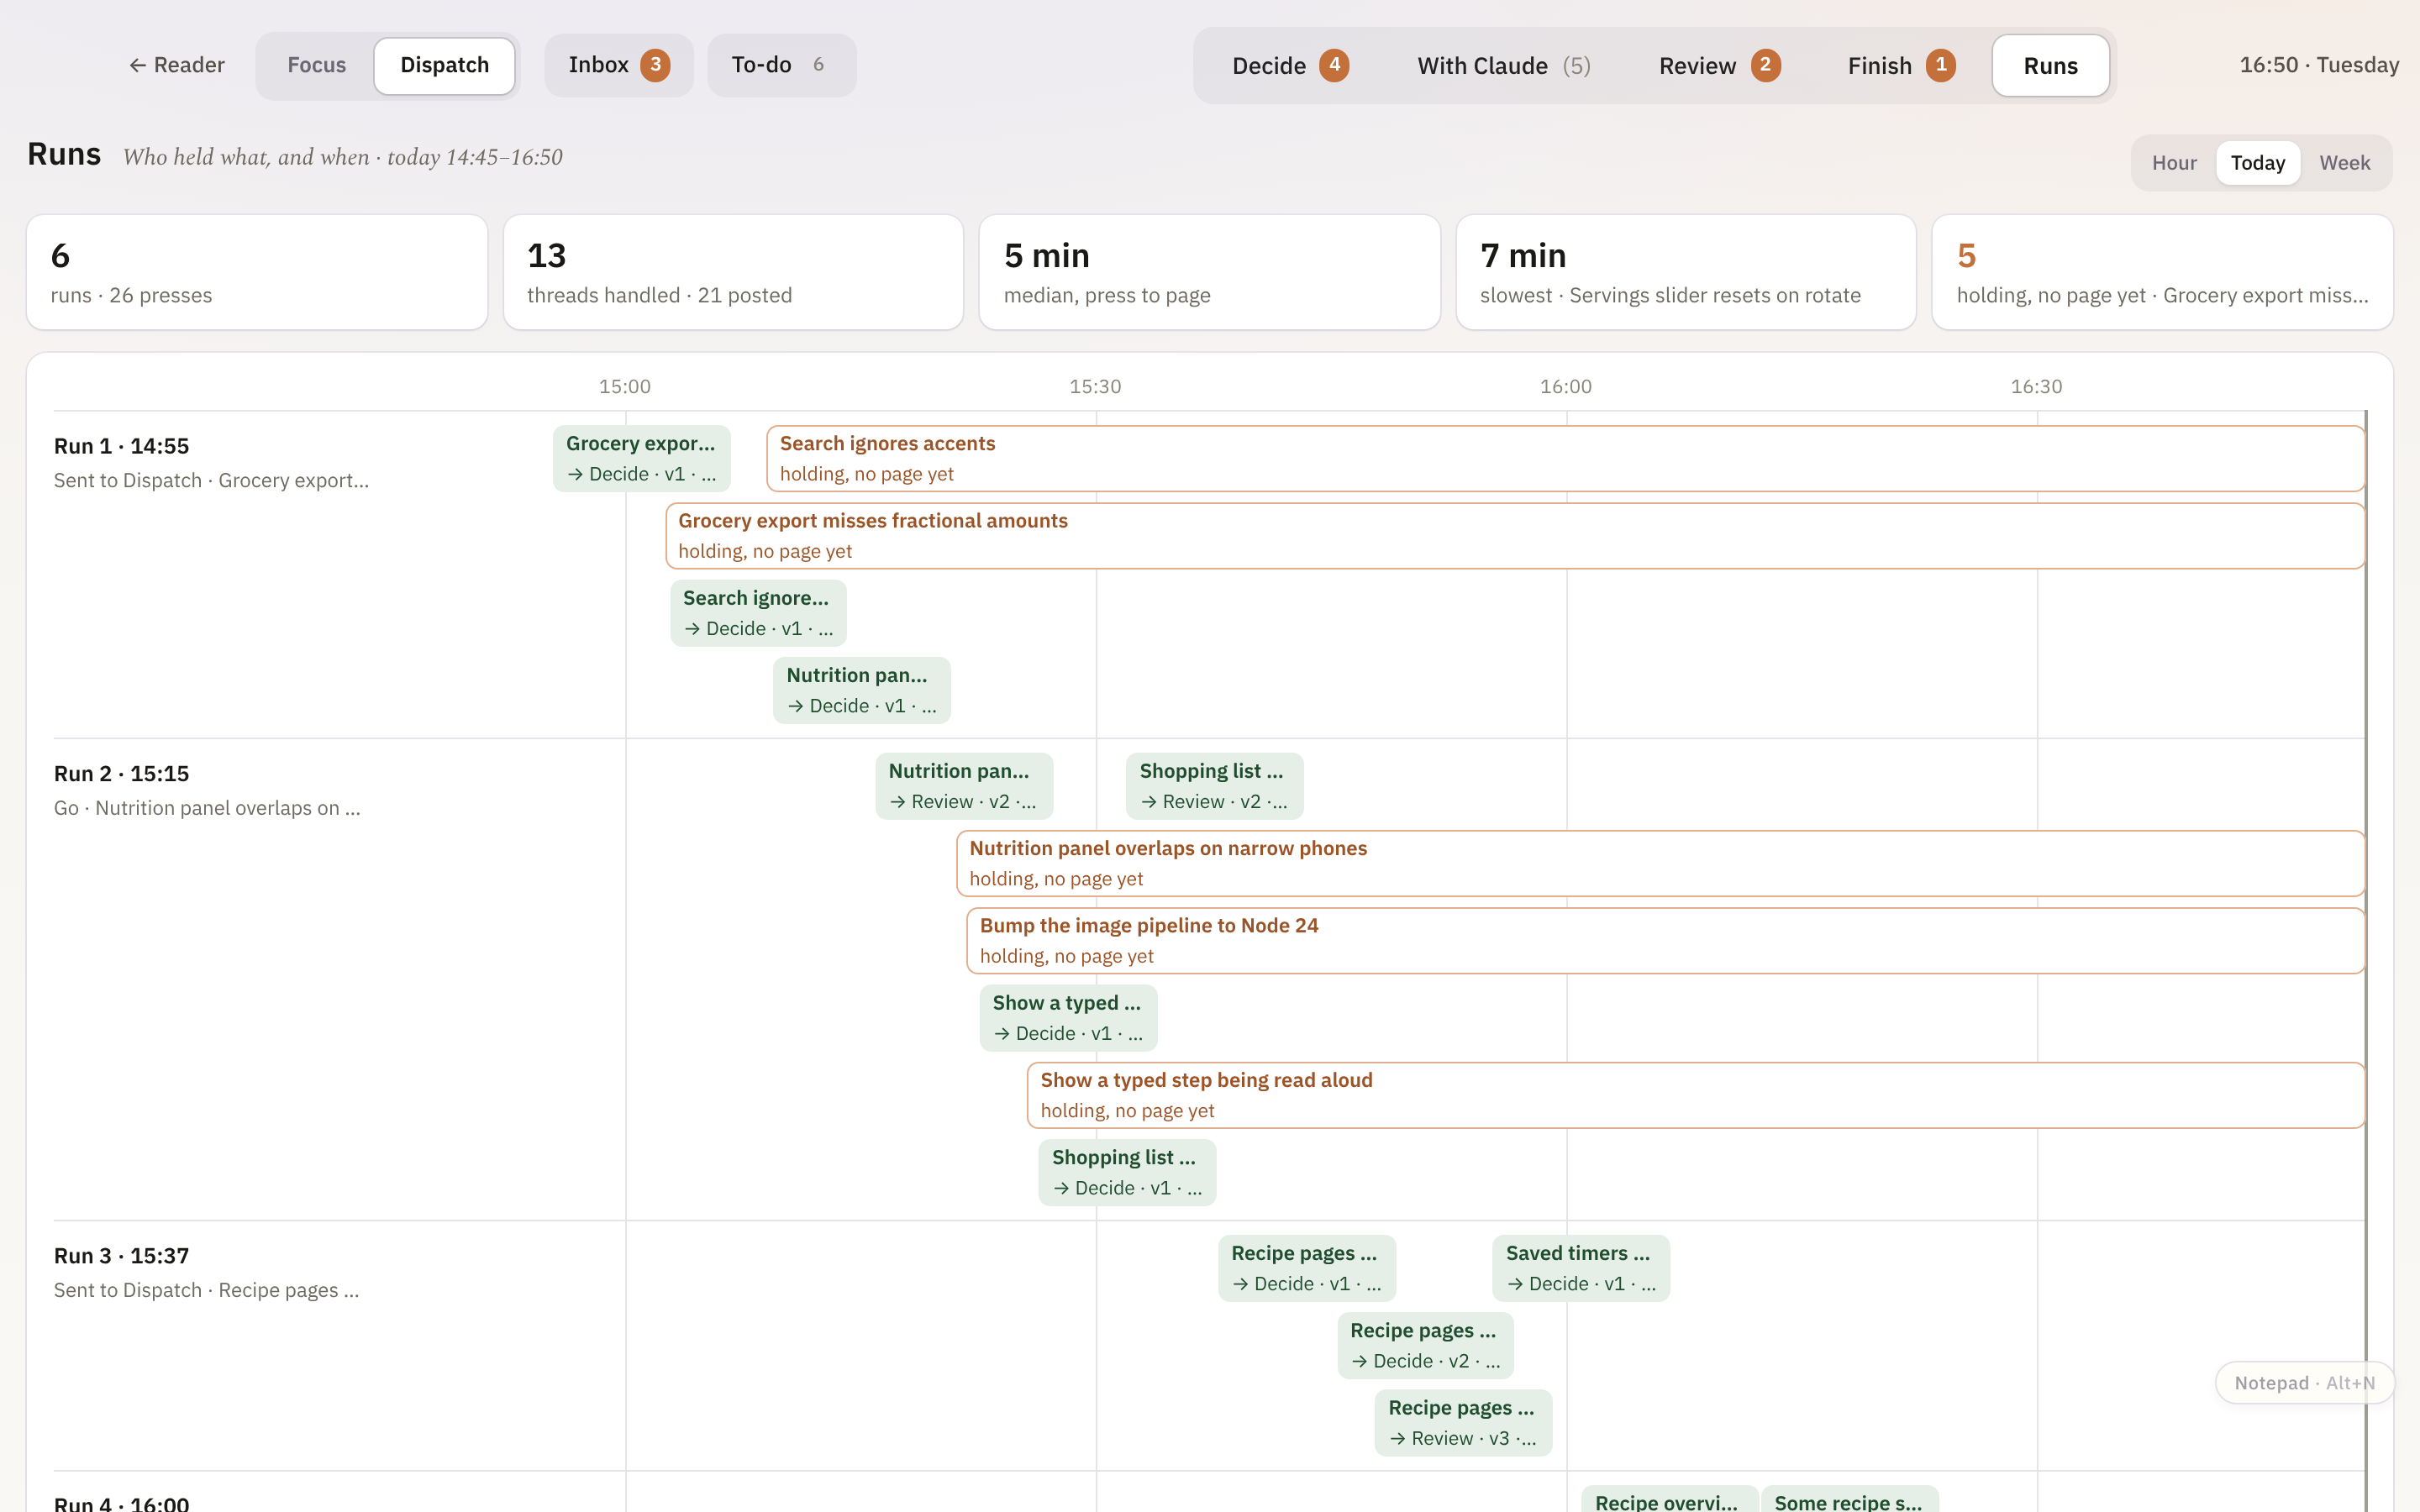 ← Reader
Focus
Dispatch
Inbox 3
To-do 6
Decide 4
With Claude (5)
Review 2
Finish 1
Runs
16:50 · Tuesday
Runs
Who held what, and when · today 14:45–16:50
Hour
Today
Week
6
runs · 26 presses
13
threads handled · 21 posted
5 min
median, press to page
7 min
slowest · Servings slider resets on rotate
5
holding, no page yet · Grocery export miss...
15:00
15:30
16:00
16:30
Run 1 · 14:55
Sent to Dispatch · Grocery export...
Grocery expor...
→ Decide · v1 · ...
Search ignores accents
holding, no page yet
Grocery export misses fractional amounts
holding, no page yet
Search ignore...
→ Decide · v1 · ...
Nutrition pan...
→ Decide · v1 · ...
Run 2 · 15:15
Go · Nutrition panel overlaps on ...
Nutrition pan...
→ Review · v2 ·...
Shopping list ...
→ Review · v2 ·...
Nutrition panel overlaps on narrow phones
holding, no page yet
Bump the image pipeline to Node 24
holding, no page yet
Show a typed ...
→ Decide · v1 · ...
Show a typed step being read aloud
holding, no page yet
Shopping list ...
→ Decide · v1 · ...
Run 3 · 15:37
Sent to Dispatch · Recipe pages ...
Recipe pages ...
→ Decide · v1 · ...
Saved timers ...
→ Decide · v1 · ...
Recipe pages ...
→ Decide · v2 · ...
Recipe pages ...
→ Review · v3 ·...
Notepad · Alt+N
Run 4 · 16:00
Recipe overvi...
Some recipe s...